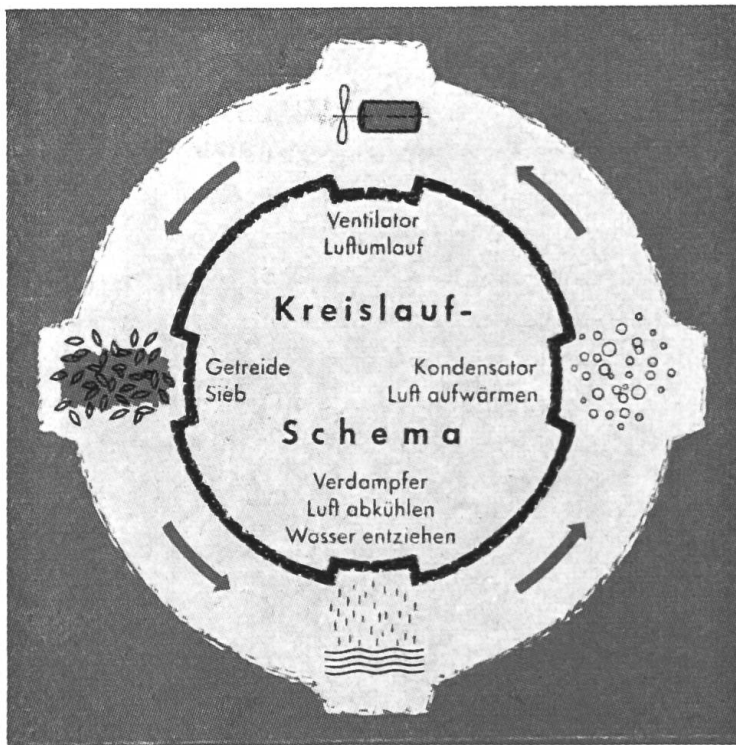 Ventilator
Luftumlauf
Kreislauf-
Getreide
Sieb
Kondensator
Luft aufwärmen
Schema
Verdampfer
Luft abkühlen
Wasser entziehen